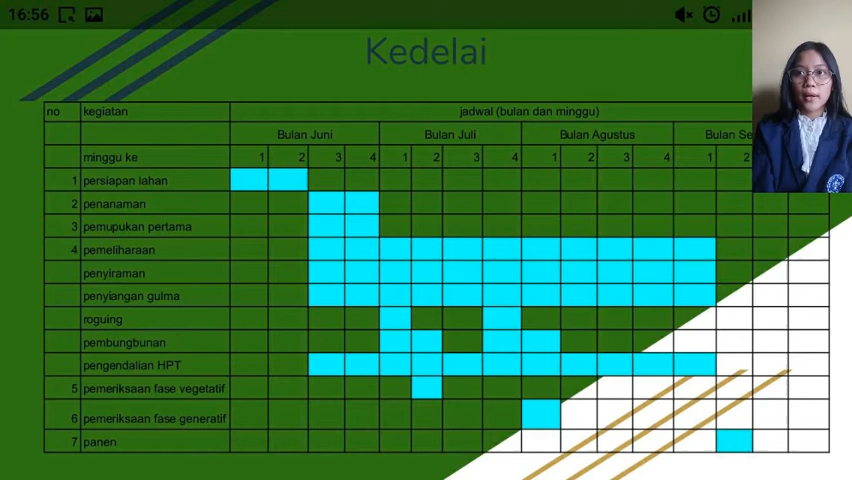 16:56
Kedelai
no kegiatan jadwal (bulan dan minggu)
Bulan Juni Bulan Juli Bulan Agustus Bulan
minggu ke 1 2 3 4 1 2 3 4 1 2 3 4 1 2
1 persiapan lahan
2 penanaman
3 pemupukan pertama
4 pemeliharaan
penyiraman
penyiangan gulma
roguing
pembungbunan
pengendalian HPT
5 pemeriksaan fase vegetatif
6 pemeriksaan fase generatif
7 panen